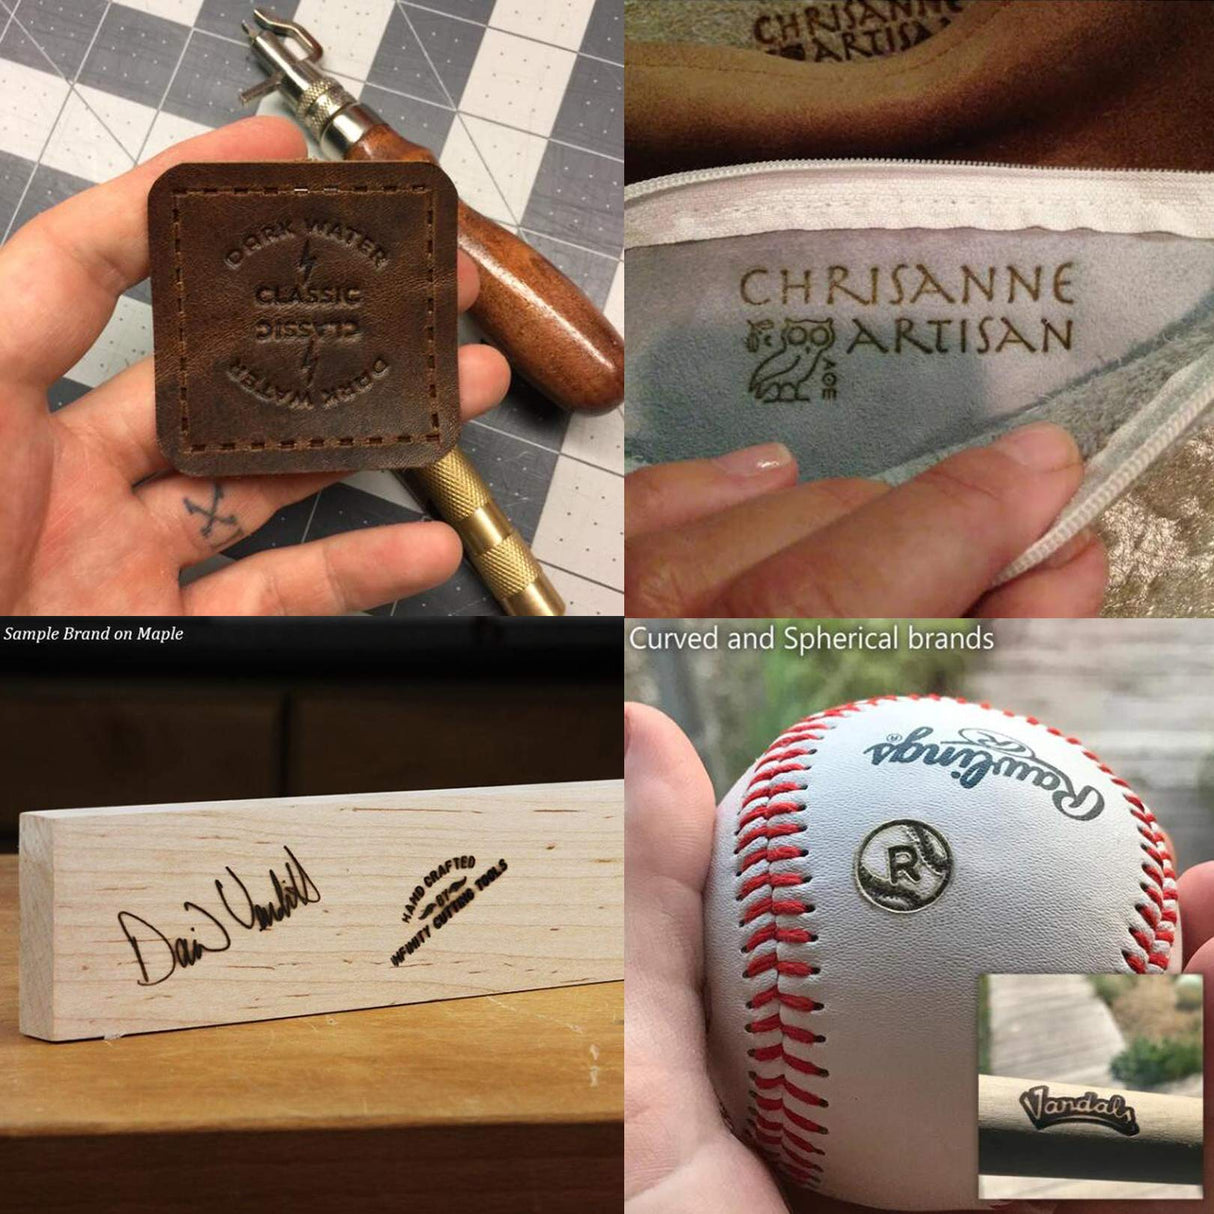 DARK WATER
CLASSIC
CLASSIC
DARK WATER
CHRISANNE
ARTISA
CHRISANNE
ARTISAN
Sample Brand on Maple
HAND CRAFTED
BY
INFINITY CUTTING TOOLS
Curved and Spherical brands
Rawlings®
R
R
Vandals